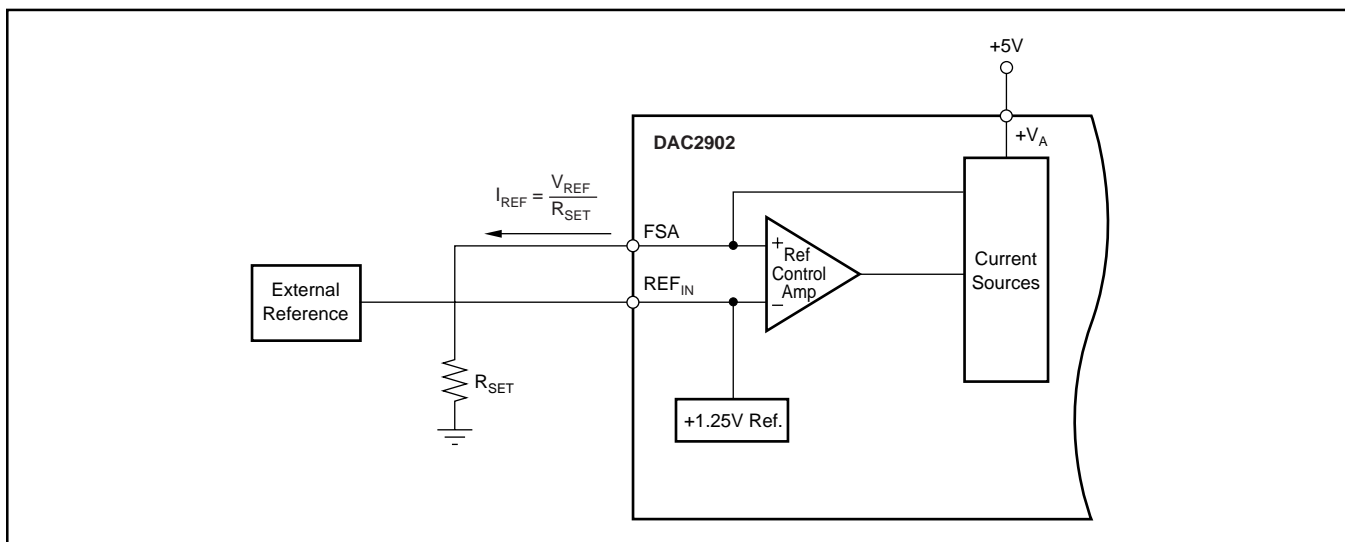 +5V
DAC2902
+V_A
I_REF = V_REF / R_SET
FSA
+
Ref
Control
Amp
−
Current
Sources
External
Reference
REF_IN
R_SET
+1.25V Ref.